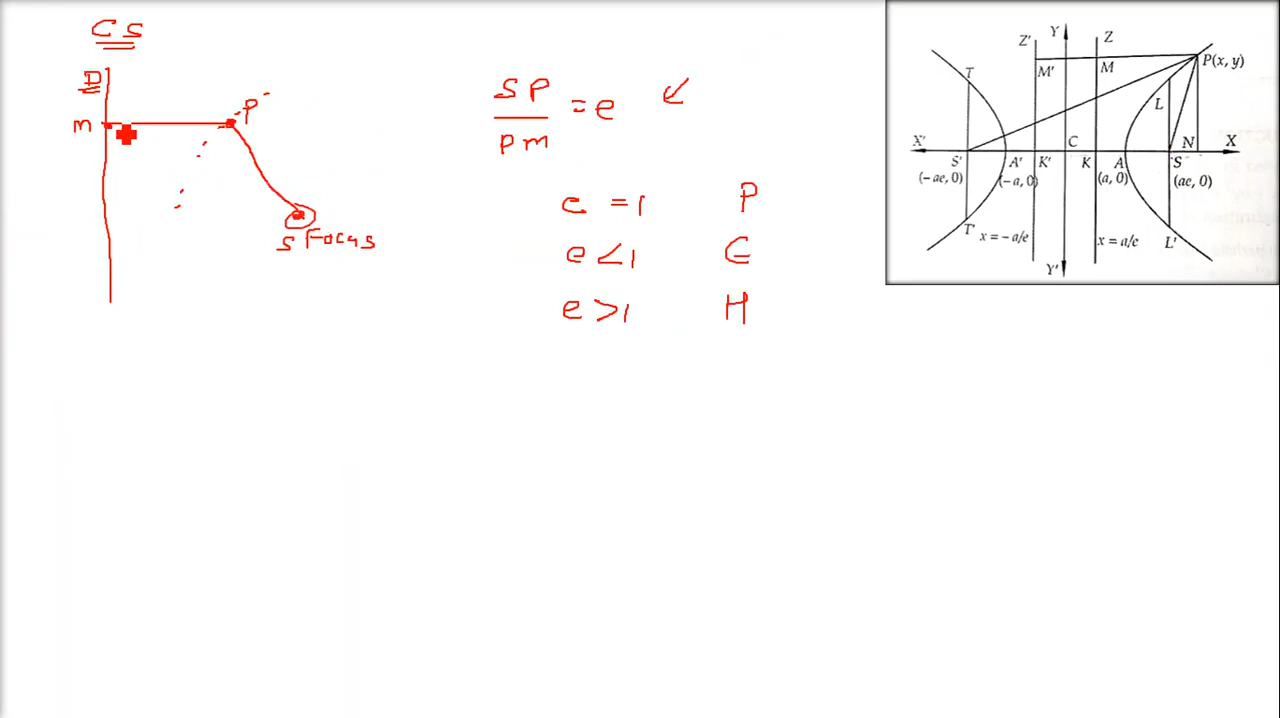 CS
D
m
P
S Focus
SP
PM
= e
e = 1 P
e < 1 E
e > 1 H
Z' Y Z
M' M P(x, y)
T
L
X' C N X
S' A' K' K A S
(-ae, 0) (-a, 0) (a, 0) (ae, 0)
T' x = -a/e x = a/e L'
Y'